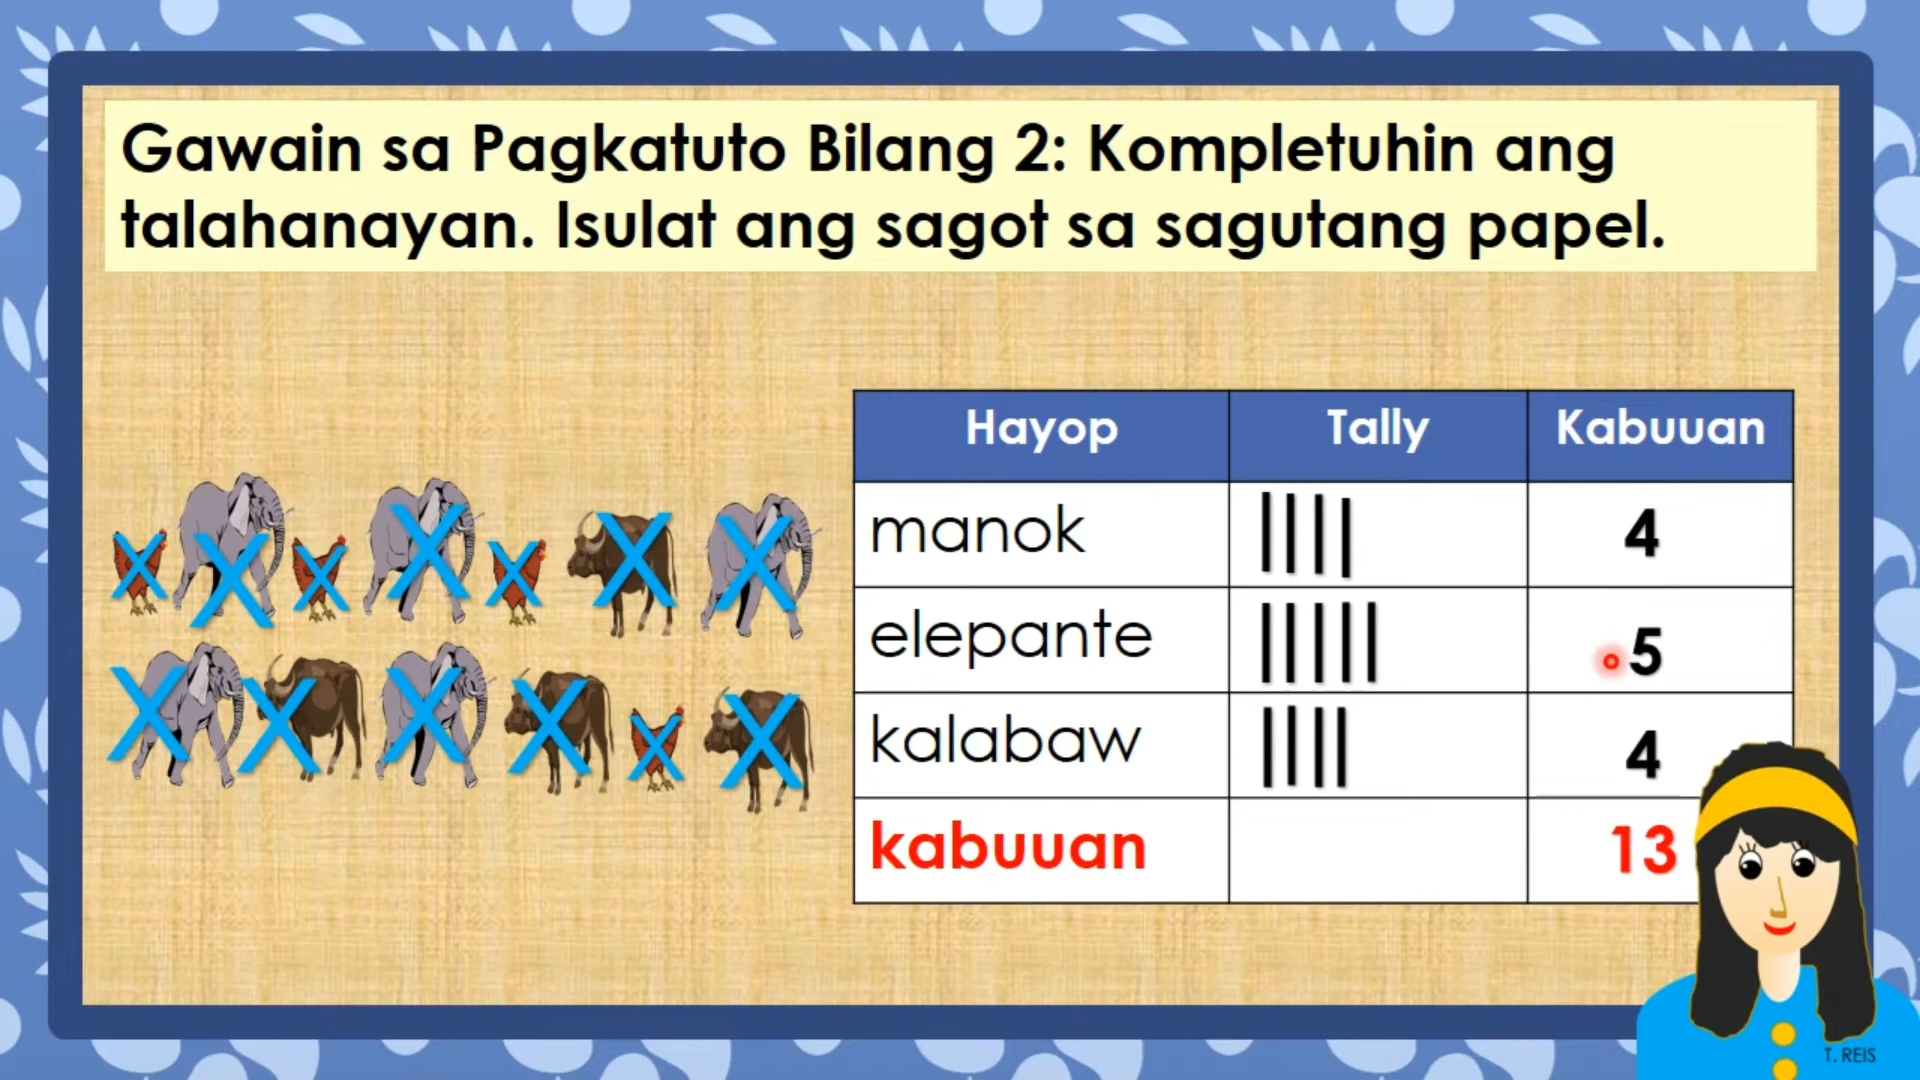 Gawain sa Pagkatuto Bilang 2: Kompletuhin ang
talahanayan. Isulat ang sagot sa sagutang papel.
Hayop Tally Kabuuan
manok 4
elepante 5
kalabaw 4
kabuuan 13
T. REIS